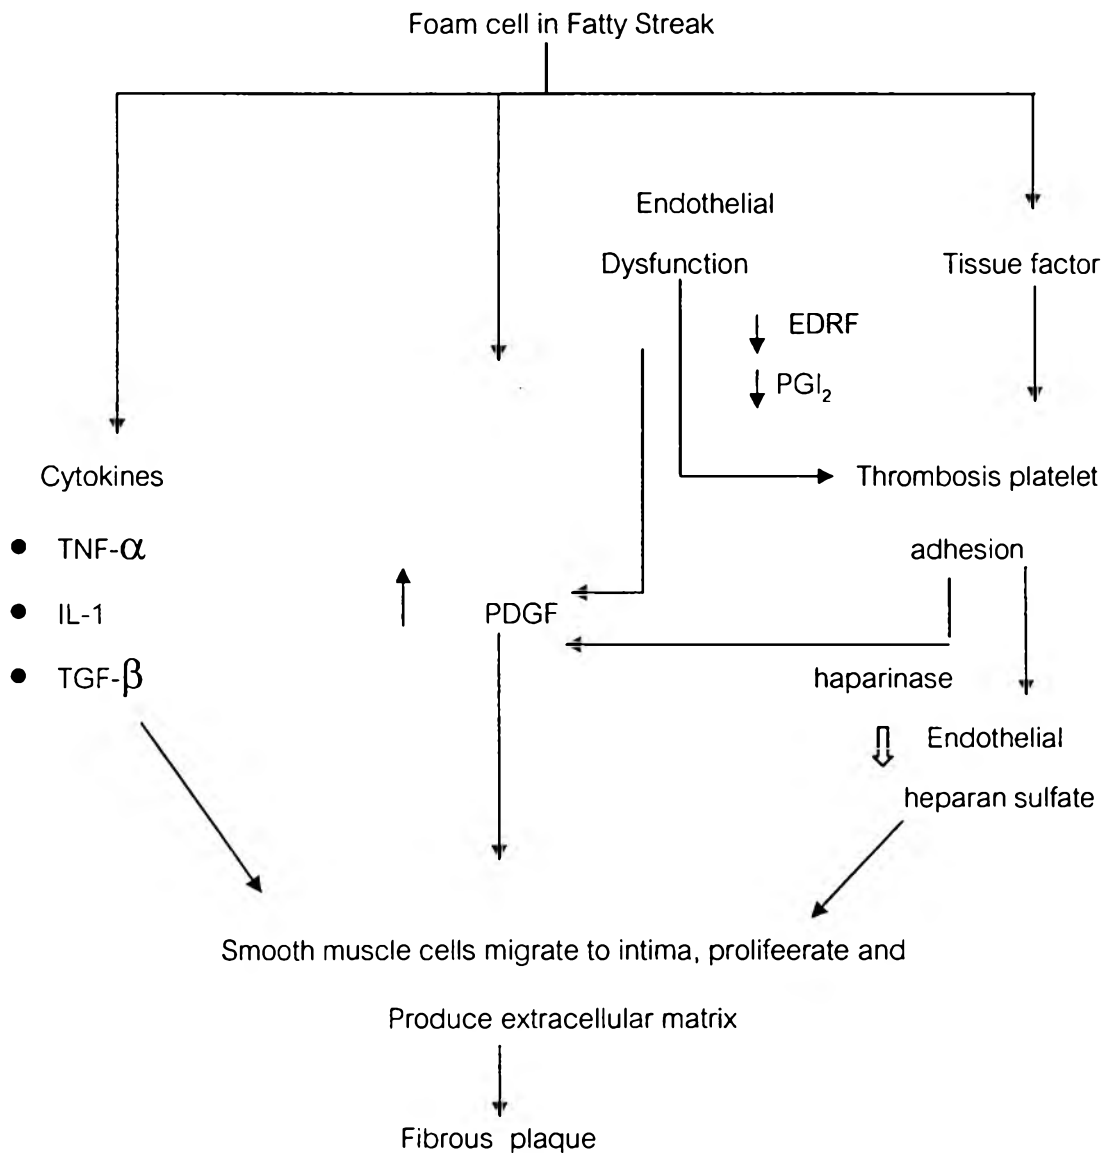 Foam cell in Fatty Streak
Endothelial
Dysfunction
Tissue factor
EDRF
PGI₂
Cytokines
Thrombosis platelet
• TNF-α
adhesion
• IL-1
PDGF
• TGF-β
haparinase
Endothelial
heparan sulfate
Smooth muscle cells migrate to intima, prolifeerate and
Produce extracellular matrix
Fibrous plaque